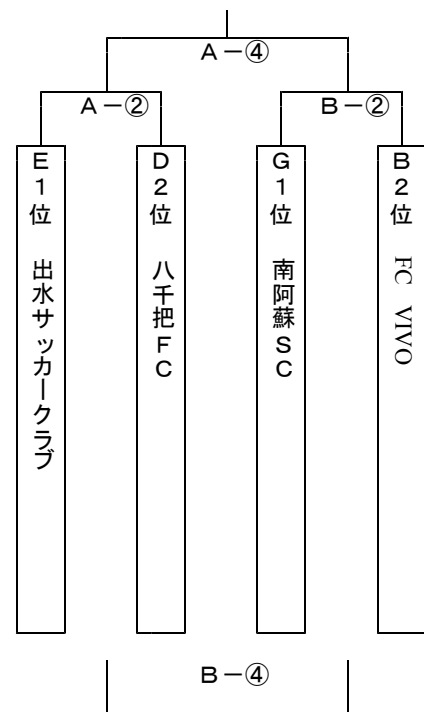 A－④
A－②
B－②
E1位 出水サッカークラブ
D2位 八千把FC
G1位 南阿蘇SC
B2位 FC VIVO
B－④